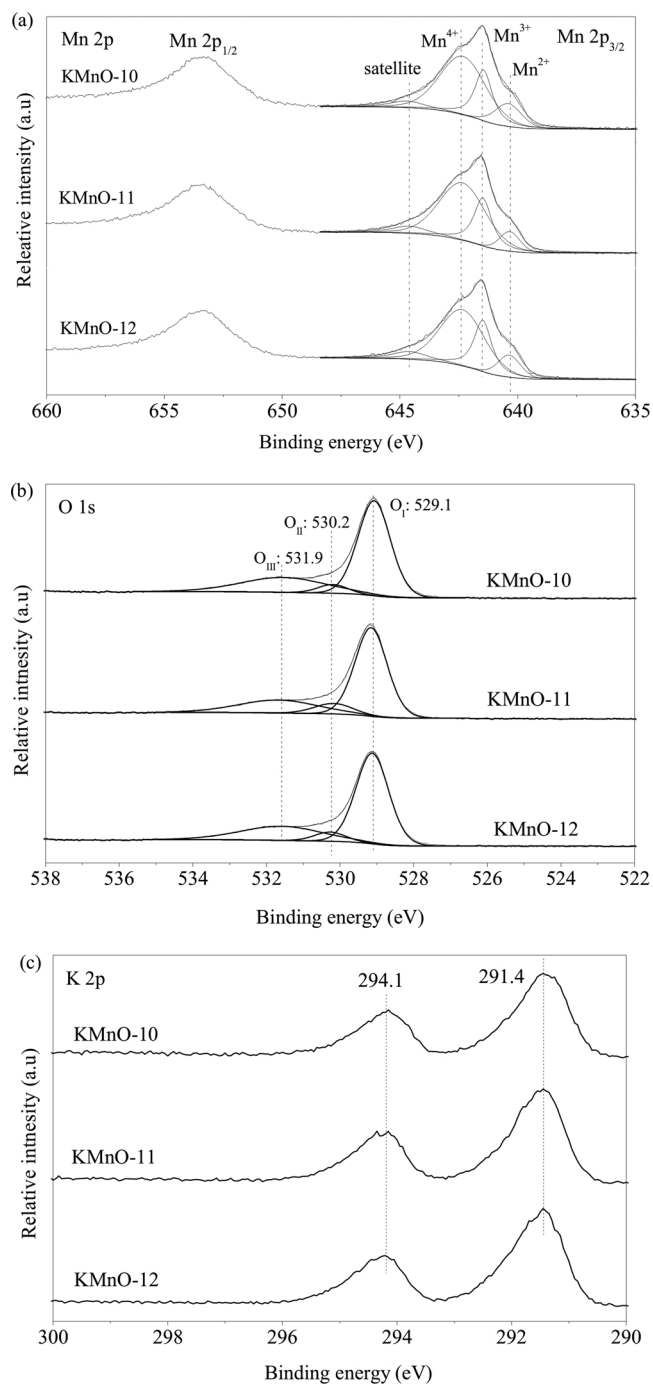 (a)
Mn 2p
Mn 2p1/2
Mn4+
Mn3+
Mn 2p3/2
Mn2+
satellite
KMnO-10
KMnO-11
KMnO-12
Releative intensity (a.u)
660 655 650 645 640 635
Binding energy (eV)
(b)
O 1s
OI: 529.1
OII: 530.2
OIII: 531.9
KMnO-10
KMnO-11
KMnO-12
Relative intnesity (a.u)
538 536 534 532 530 528 526 524 522
Binding energy (eV)
(c)
K 2p
294.1
291.4
KMnO-10
KMnO-11
KMnO-12
Relative intnesity (a.u)
300 298 296 294 292 290
Binding energy (eV)